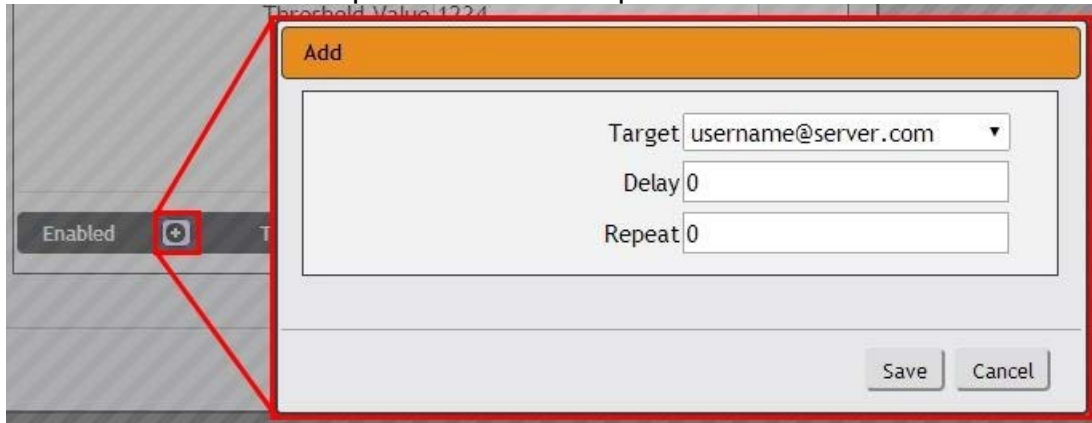 Threshold Value 1234
Add
Target username@server.com
Delay 0
Repeat 0
Enabled
Save Cancel